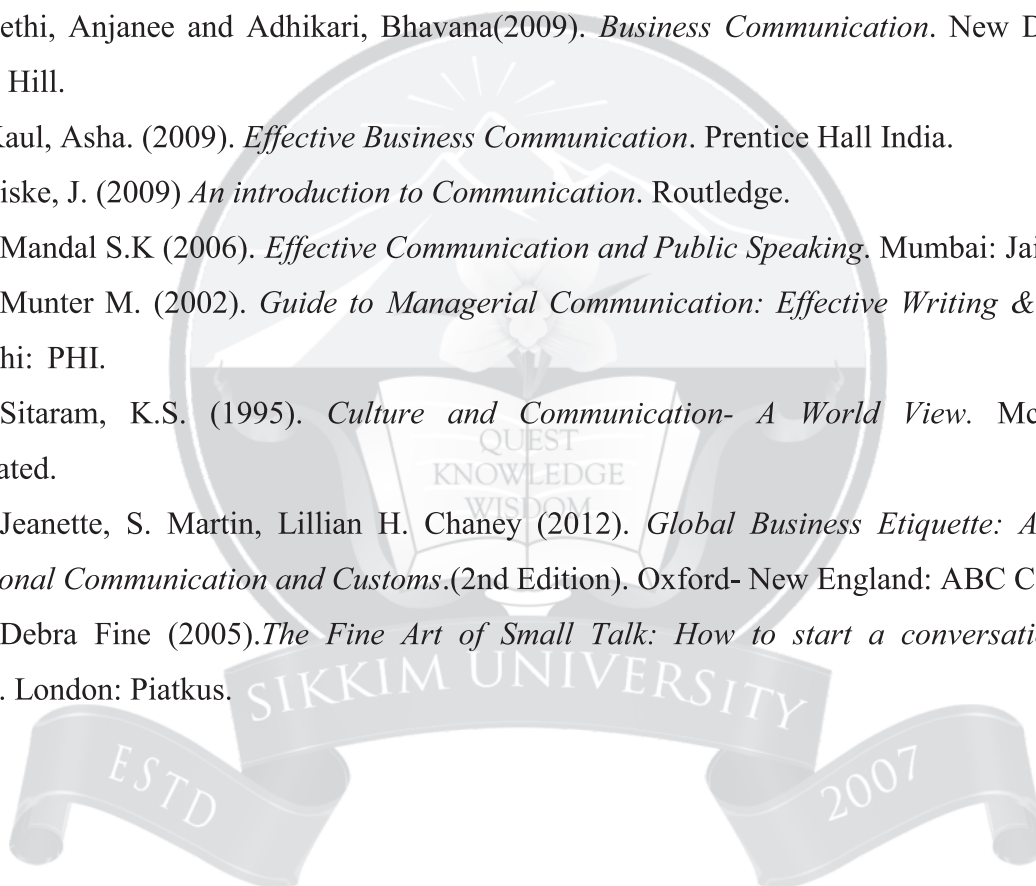 ethi, Anjanee and Adhikari, Bhavana(2009). Business Communication. New D
Hill.
Kaul, Asha. (2009). Effective Business Communication. Prentice Hall India.
iske, J. (2009) An introduction to Communication. Routledge.
Mandal S.K (2006). Effective Communication and Public Speaking. Mumbai: Jai
Munter M. (2002). Guide to Managerial Communication: Effective Writing &
hi: PHI.
Sitaram, K.S. (1995). Culture and Communication- A World View. Mc
ated.
Jeanette, S. Martin, Lillian H. Chaney (2012). Global Business Etiquette: A
onal Communication and Customs.(2nd Edition). Oxford- New England: ABC C
Debra Fine (2005).The Fine Art of Small Talk: How to start a conversati
. London: Piatkus.
QUEST
KNOWLEDGE
WISDOM
SIKKIM UNIVERSITY
ESTD
2007